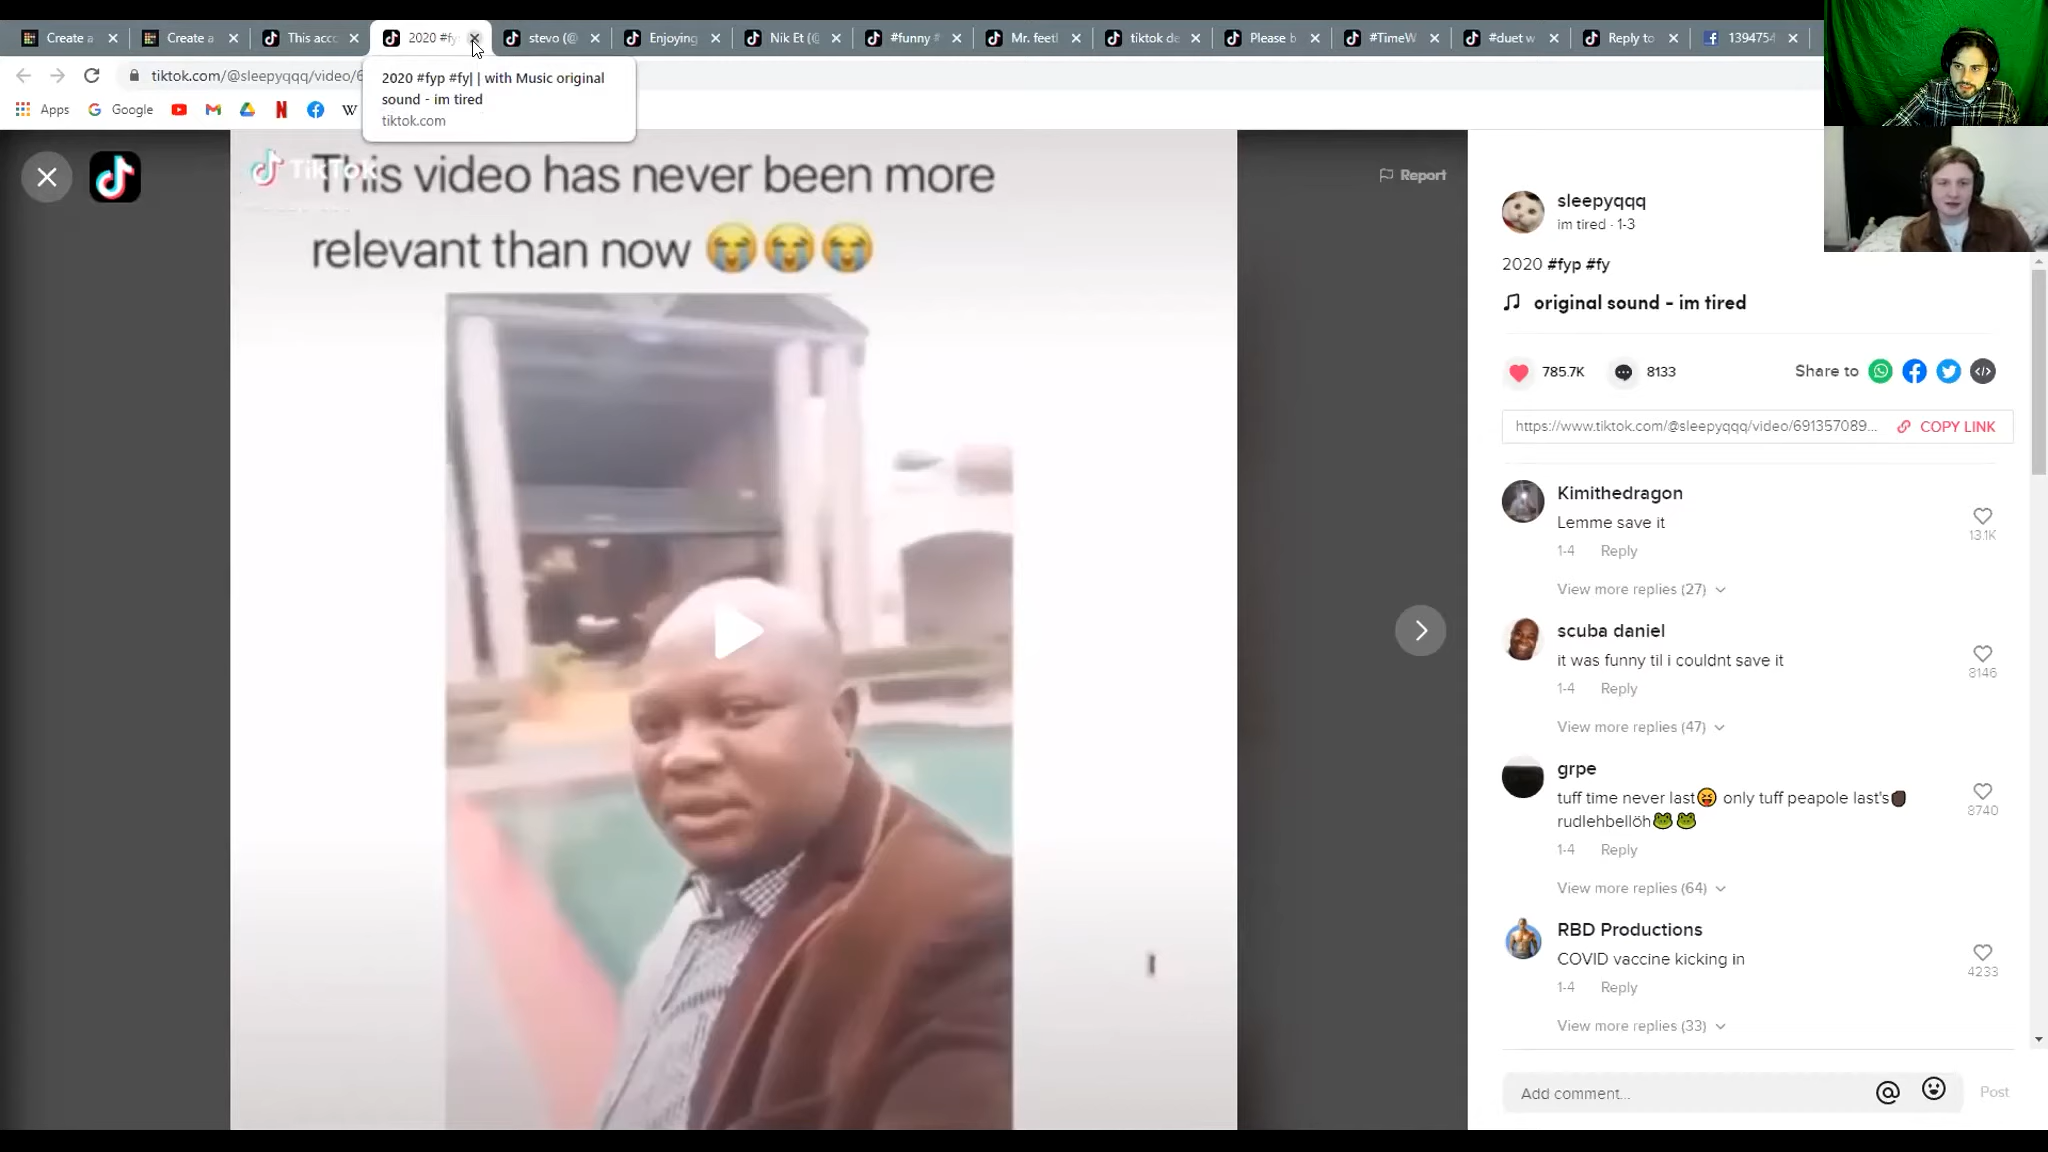 Create a
Create a
This acc
2020 #fy
stevo (@
Enjoying
Nik Et (@
#funny #
Mr. feetl
tiktok de
Please b
#TimeW
#duet w
Reply to
1394754
tiktok.com/@sleepyqqq/video/6
2020 #fyp #fy| | with Music original
sound - im tired
tiktok.com
Apps
Google
TikTok
This video has never been more
relevant than now 😭😭😭
Report
sleepyqqq
im tired · 1-3
2020 #fyp #fy
original sound - im tired
785.7K
8133
Share to
https://www.tiktok.com/@sleepyqqq/video/691357089...
COPY LINK
Kimithedragon
Lemme save it
1-4 Reply
13.1K
View more replies (27)
scuba daniel
it was funny til i couldnt save it
1-4 Reply
8146
View more replies (47)
grpe
tuff time never last😝 only tuff peapole last's✊🏿
rudlehbellöh🐸🐸
1-4 Reply
8740
View more replies (64)
RBD Productions
COVID vaccine kicking in
1-4 Reply
4233
View more replies (33)
Add comment...
Post